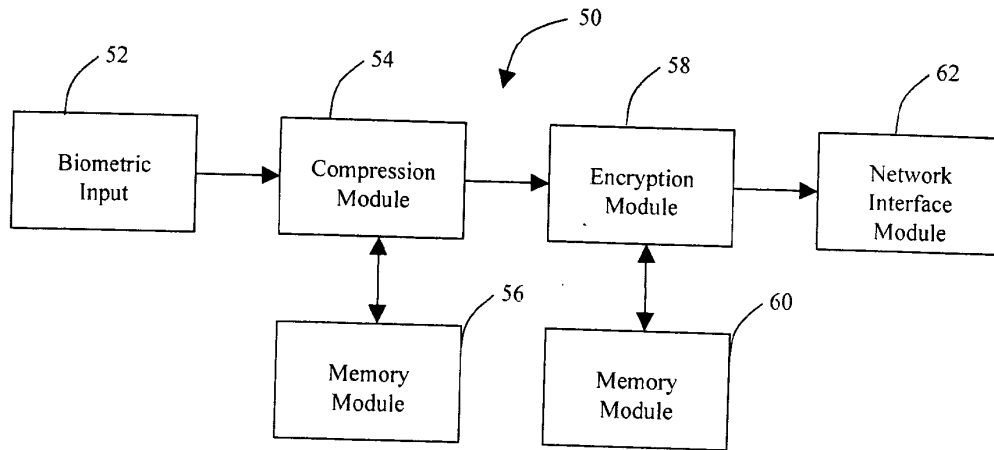 50
52
54
58
62
Biometric
Input
Compression
Module
Encryption
Module
Network
Interface
Module
56
60
Memory
Module
Memory
Module